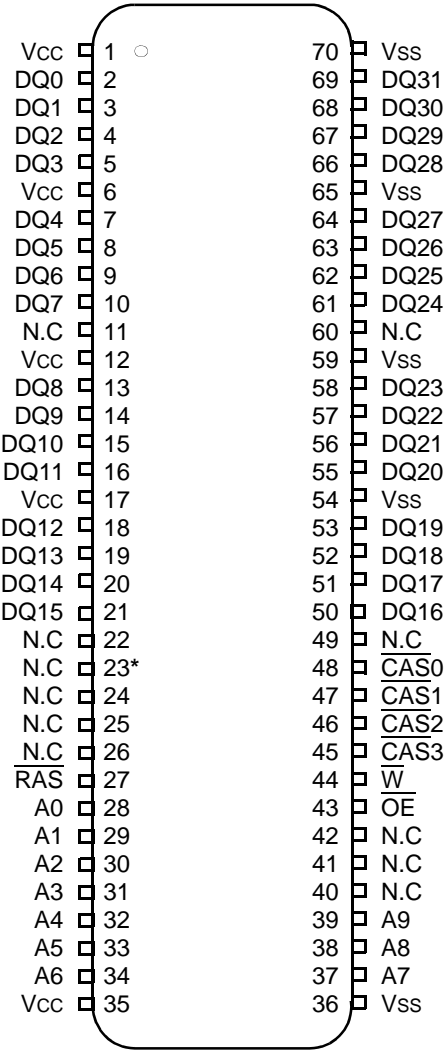 Vcc 1 70 Vss
DQ0 2 69 DQ31
DQ1 3 68 DQ30
DQ2 4 67 DQ29
DQ3 5 66 DQ28
Vcc 6 65 Vss
DQ4 7 64 DQ27
DQ5 8 63 DQ26
DQ6 9 62 DQ25
DQ7 10 61 DQ24
N.C 11 60 N.C
Vcc 12 59 Vss
DQ8 13 58 DQ23
DQ9 14 57 DQ22
DQ10 15 56 DQ21
DQ11 16 55 DQ20
Vcc 17 54 Vss
DQ12 18 53 DQ19
DQ13 19 52 DQ18
DQ14 20 51 DQ17
DQ15 21 50 DQ16
N.C 22 49 N.C
N.C 23* 48 CAS0
N.C 24 47 CAS1
N.C 25 46 CAS2
N.C 26 45 CAS3
RAS 27 44 W
A0 28 43 OE
A1 29 42 N.C
A2 30 41 N.C
A3 31 40 N.C
A4 32 39 A9
A5 33 38 A8
A6 34 37 A7
Vcc 35 36 Vss